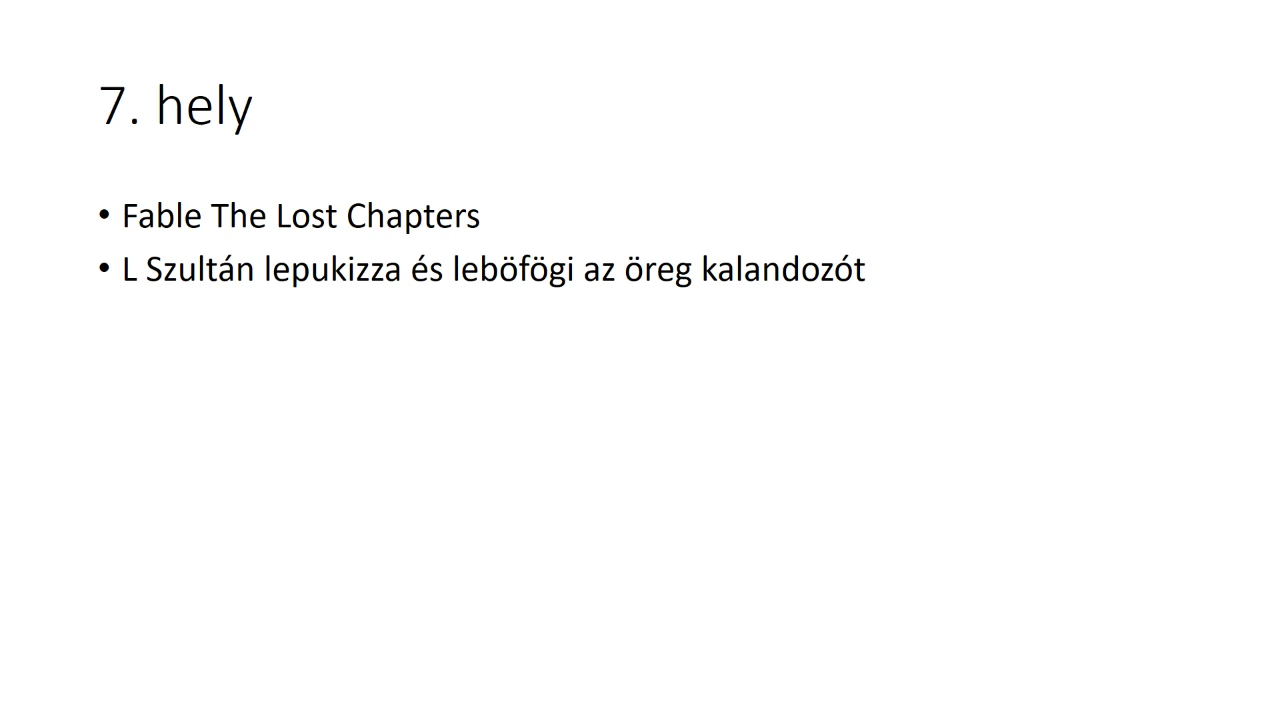 7. hely
• Fable The Lost Chapters
• L Szultán lepukizza és leböfögi az öreg kalandozót